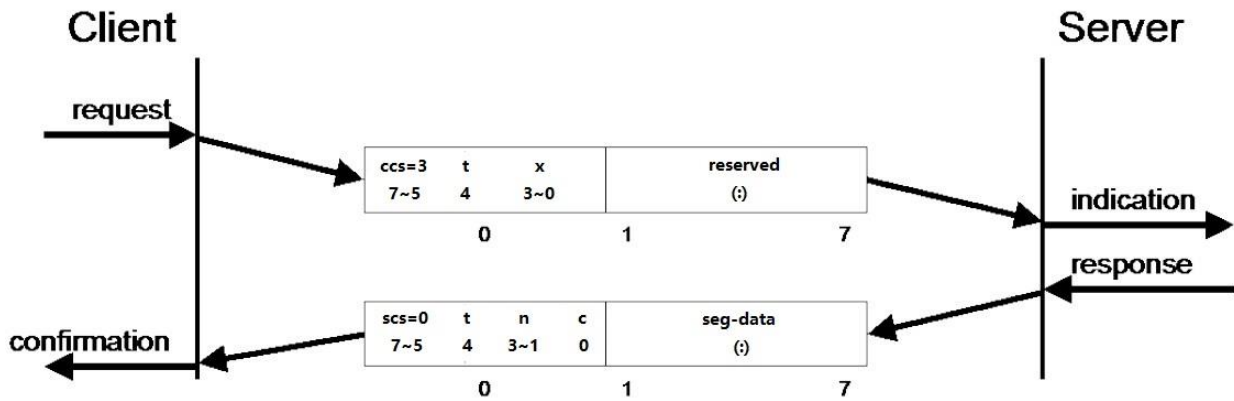 Client
Server
request
ccs=3 t x
7~5 4 3~0
reserved
(:)
0 1 7
indication
response
scs=0 t n c
7~5 4 3~1 0
seg-data
(:)
confirmation
0 1 7